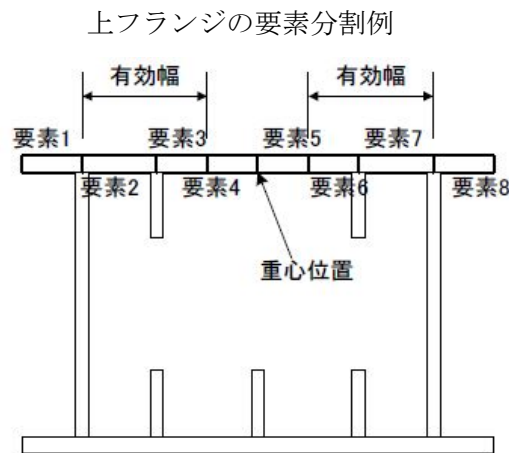 上フランジの要素分割例
有効幅 有効幅
要素1 要素3 要素5 要素7
要素2 要素4 要素6 要素8
重心位置